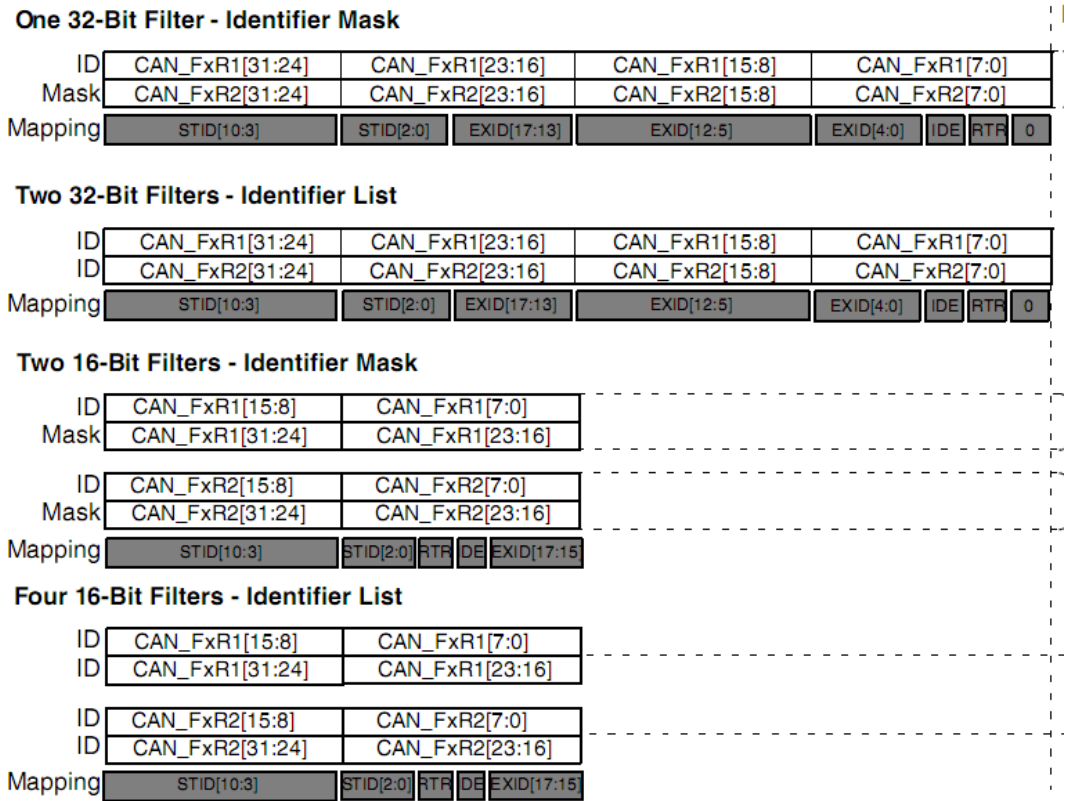 One 32-Bit Filter - Identifier Mask
ID CAN_FxR1[31:24] CAN_FxR1[23:16] CAN_FxR1[15:8] CAN_FxR1[7:0]
Mask CAN_FxR2[31:24] CAN_FxR2[23:16] CAN_FxR2[15:8] CAN_FxR2[7:0]
Mapping STID[10:3] STID[2:0] EXID[17:13] EXID[12:5] EXID[4:0] IDE RTR 0
Two 32-Bit Filters - Identifier List
ID CAN_FxR1[31:24] CAN_FxR1[23:16] CAN_FxR1[15:8] CAN_FxR1[7:0]
ID CAN_FxR2[31:24] CAN_FxR2[23:16] CAN_FxR2[15:8] CAN_FxR2[7:0]
Mapping STID[10:3] STID[2:0] EXID[17:13] EXID[12:5] EXID[4:0] IDE RTR 0
Two 16-Bit Filters - Identifier Mask
ID CAN_FxR1[15:8] CAN_FxR1[7:0]
Mask CAN_FxR1[31:24] CAN_FxR1[23:16]
ID CAN_FxR2[15:8] CAN_FxR2[7:0]
Mask CAN_FxR2[31:24] CAN_FxR2[23:16]
Mapping STID[10:3] STID[2:0] RTR IDE EXID[17:15]
Four 16-Bit Filters - Identifier List
ID CAN_FxR1[15:8] CAN_FxR1[7:0]
ID CAN_FxR1[31:24] CAN_FxR1[23:16]
ID CAN_FxR2[15:8] CAN_FxR2[7:0]
ID CAN_FxR2[31:24] CAN_FxR2[23:16]
Mapping STID[10:3] STID[2:0] RTR IDE EXID[17:15]